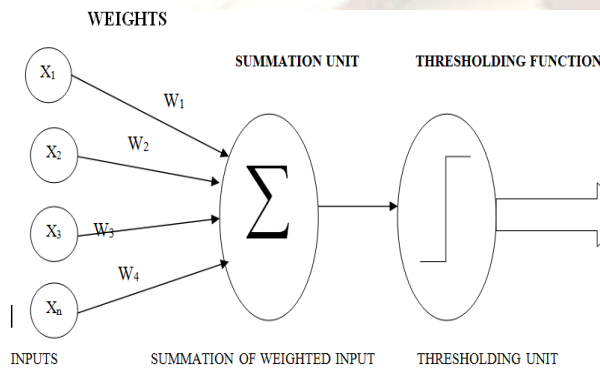 WEIGHTS
SUMMATION UNIT
THRESHOLDING FUNCTION
X1
W1
X2
W2
Σ
X3
W3
W4
Xn
INPUTS
SUMMATION OF WEIGHTED INPUT
THRESHOLDING UNIT